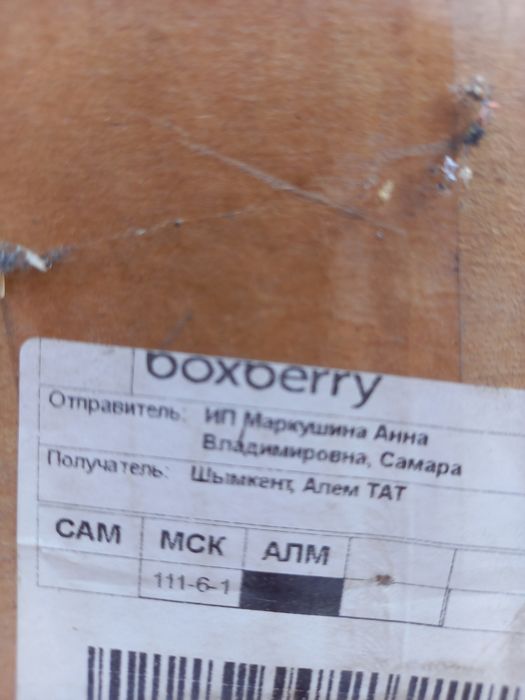 boxberry
Отправитель: ИП Маркушина Анна
Владимировна, Самара
Получатель: Шымкент, Алем ТАТ
САМ МСК АЛМ
111-6-1